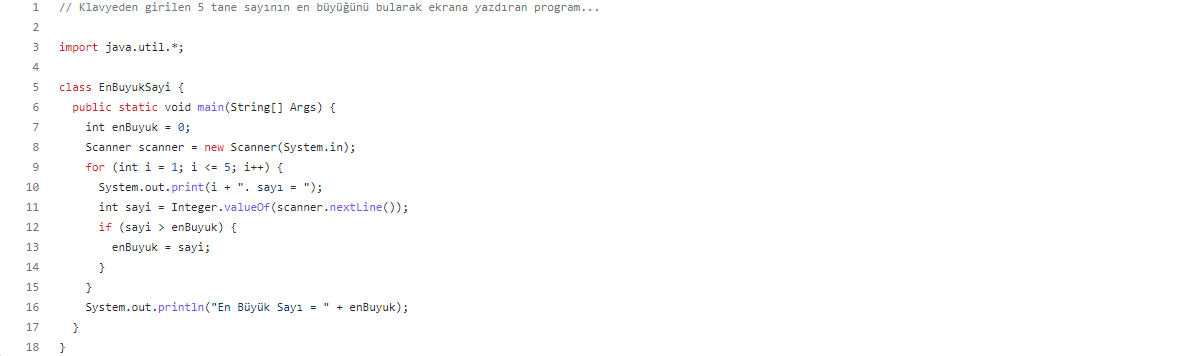 1 // Klavyeden girilen 5 tane sayının en büyüğünü bularak ekrana yazdıran program...
2
3 import java.util.*;
4
5 class EnBuyukSayi {
6 public static void main(String[] Args) {
7 int enBuyuk = 0;
8 Scanner scanner = new Scanner(System.in);
9 for (int i = 1; i <= 5; i++) {
10 System.out.print(i + ". sayı = ");
11 int sayi = Integer.valueOf(scanner.nextLine());
12 if (sayi > enBuyuk) {
13 enBuyuk = sayi;
14 }
15 }
16 System.out.println("En Büyük Sayı = " + enBuyuk);
17 }
18 }